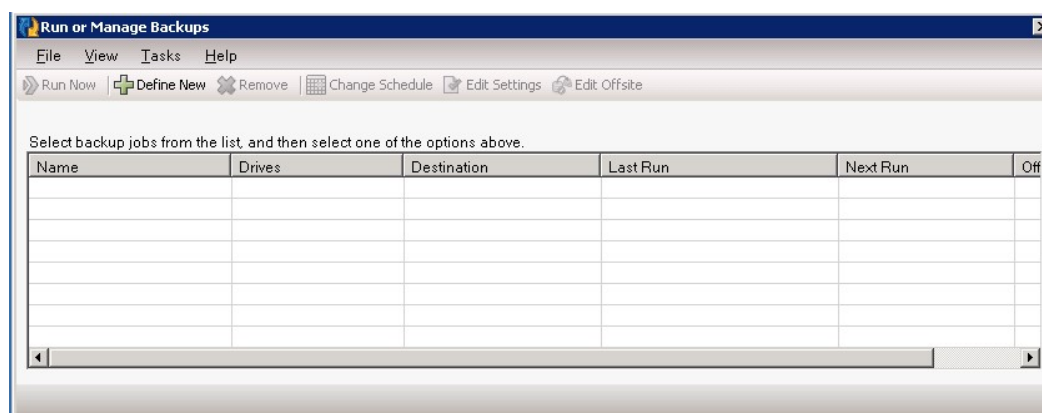 Run or Manage Backups
File View Tasks Help
Run Now Define New Remove Change Schedule Edit Settings Edit Offsite
Select backup jobs from the list, and then select one of the options above.
Name Drives Destination Last Run Next Run Off